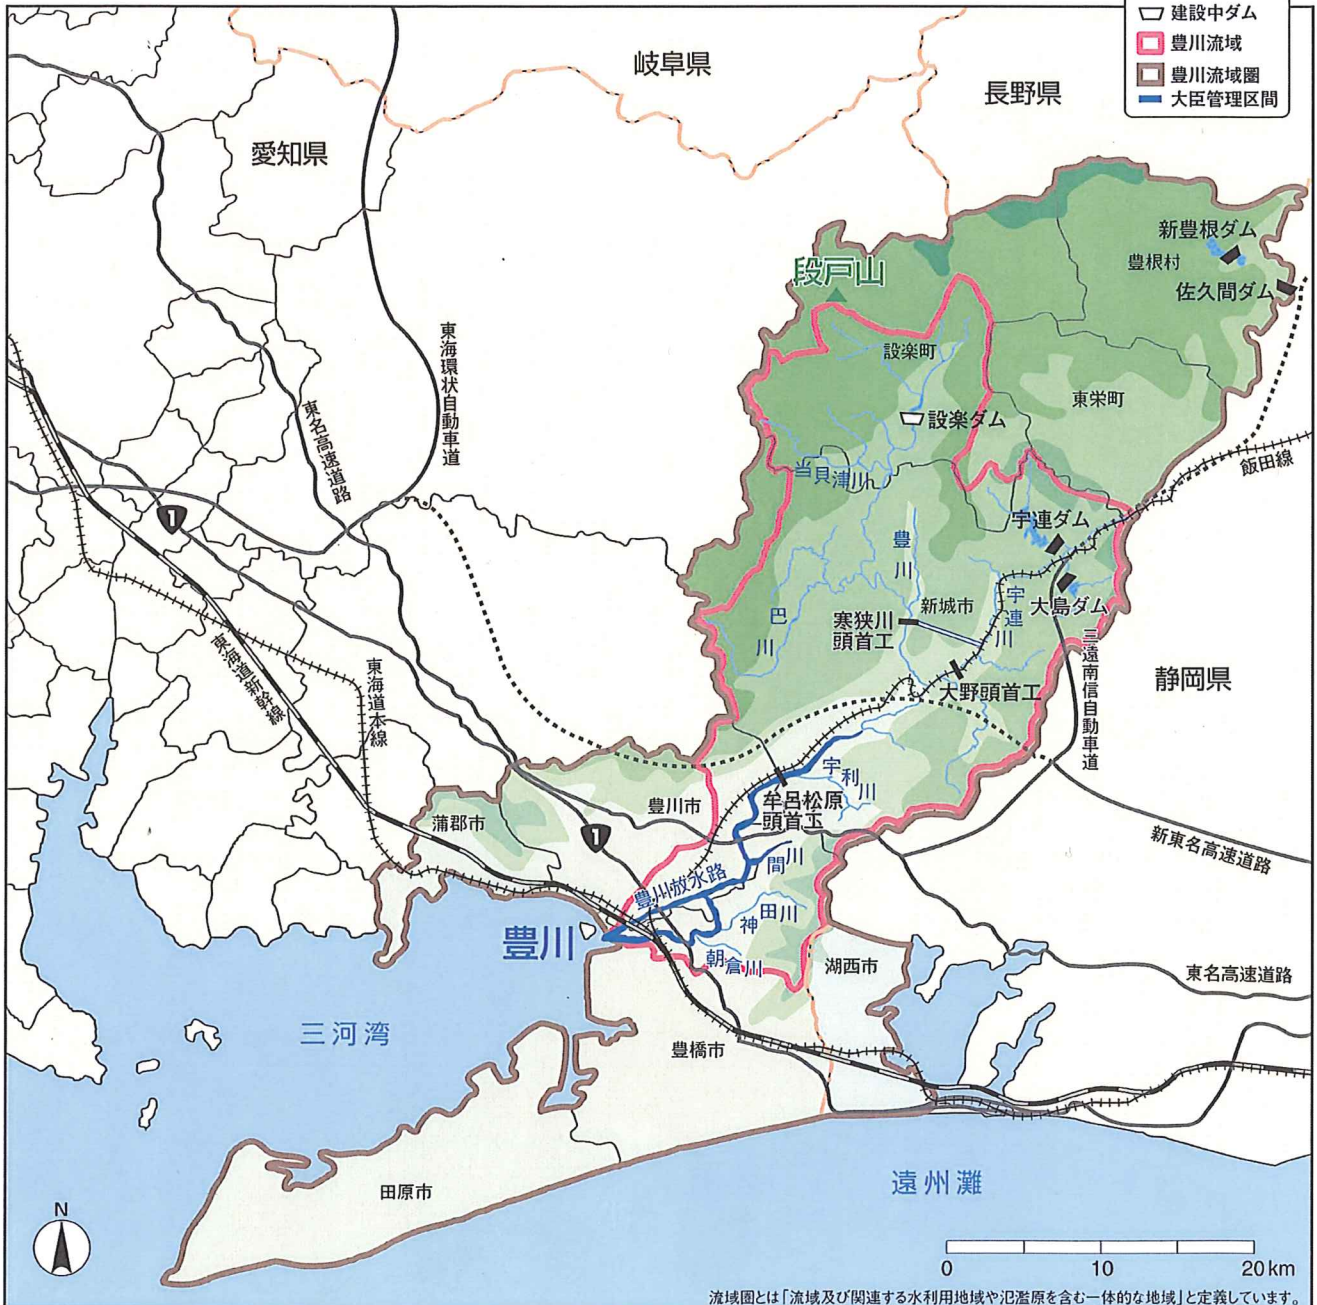 建設中ダム
豊川流域
豊川流域圏
大臣管理区間
岐阜県
長野県
愛知県
新豊根ダム
豊根村
佐久間ダム
段戸山
設楽町
東海環状自動車道
東名高速道路
東栄町
設楽ダム
飯田線
当貝津川
1
宇連ダム
豊川
新城市
宇連川
大島ダム
巴川
寒狭川
頭首工
三遠南信自動車道
東海道新幹線
東海道本線
大野頭首工
静岡県
宇利川
豊川市
牟呂松原
頭首工
蒲郡市
1
新東名高速道路
間川
豊川放水路
神田川
豊川
朝倉川
湖西市
東名高速道路
三河湾
豊橋市
田原市
遠州灘
N
0 10 20km
流域圏とは「流域及び関連する水利用地域や氾濫原を含む一体的な地域」と定義しています。